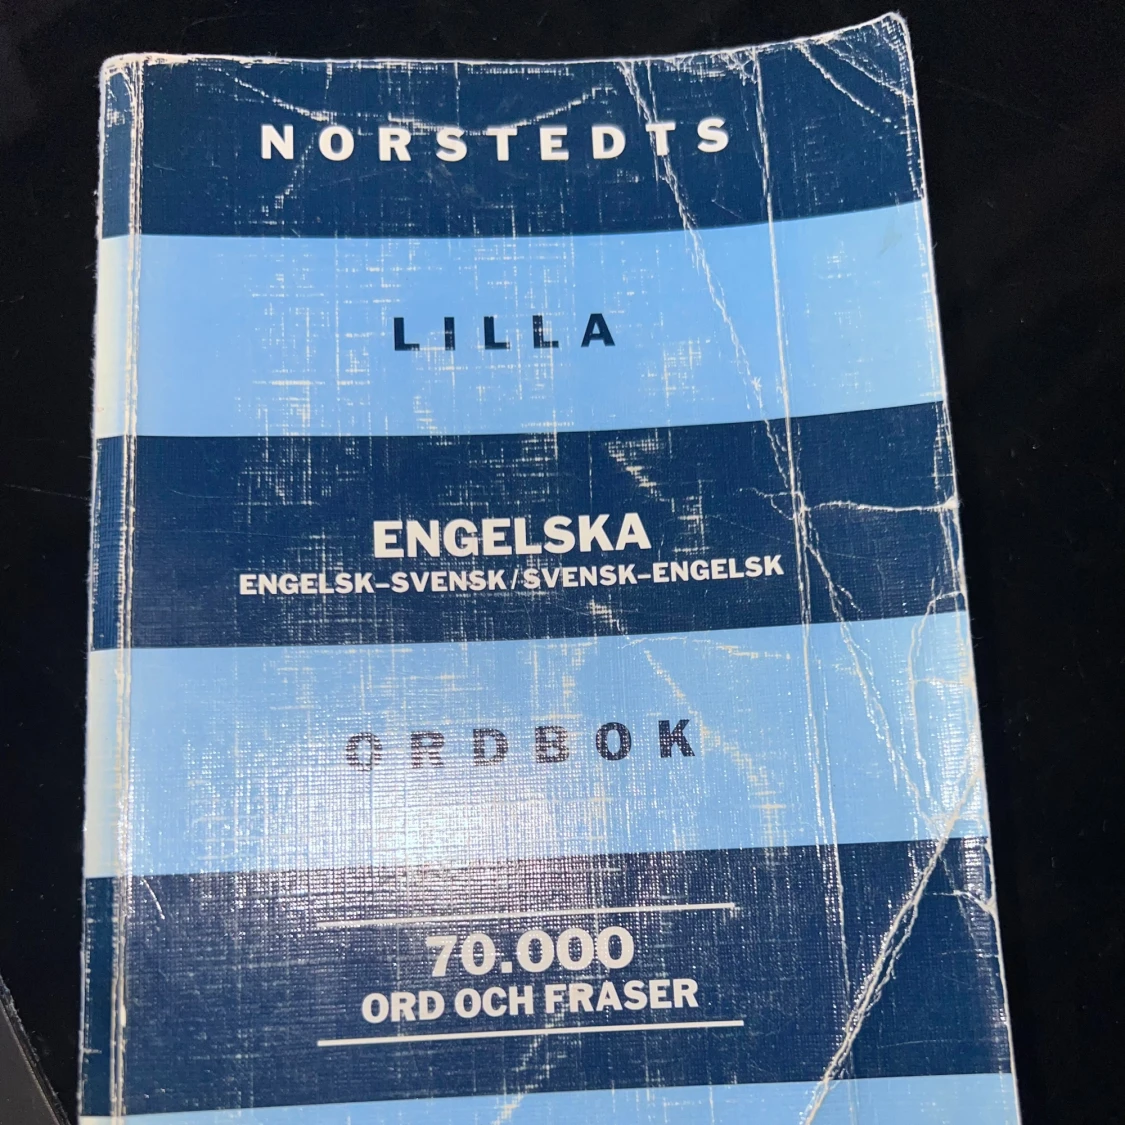 NORSTEDTS
LILLA
ENGELSKA
ENGELSK–SVENSK/SVENSK–ENGELSK
ORDBOK
70.000
ORD OCH FRASER